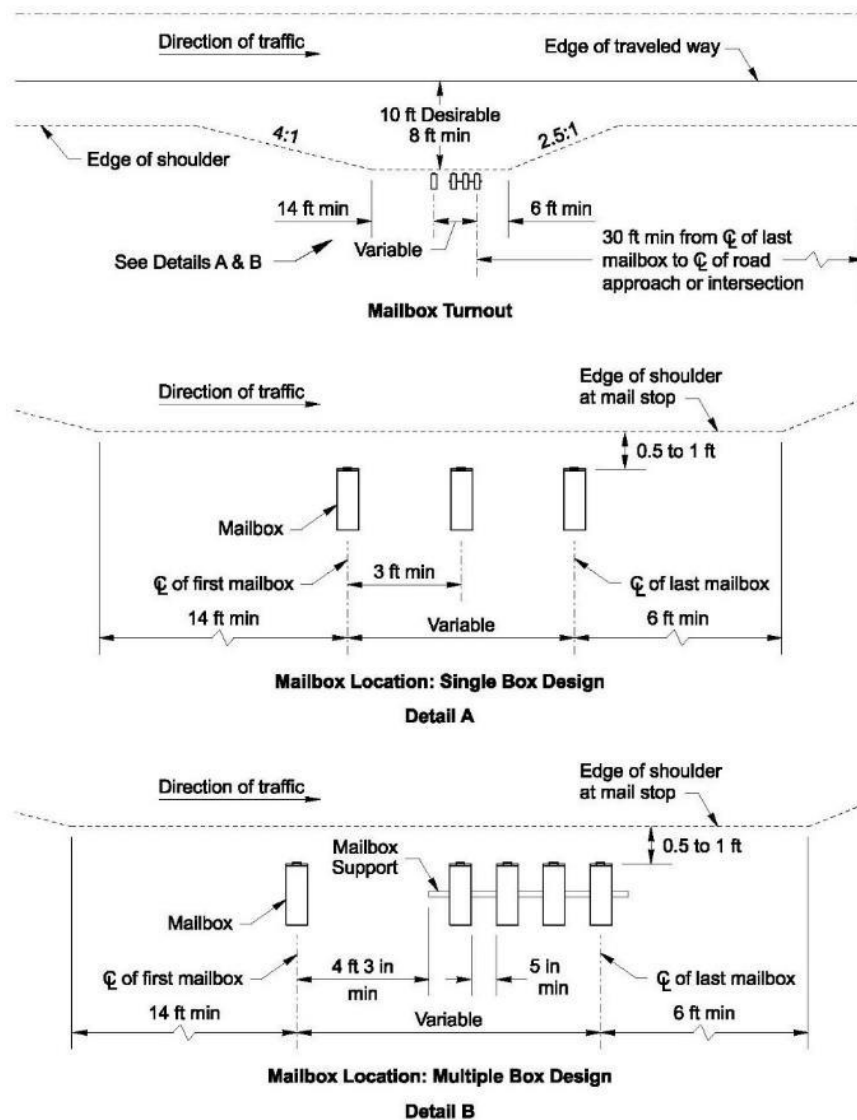 Direction of traffic
Edge of traveled way
10 ft Desirable
8 ft min
4:1
2.5:1
Edge of shoulder
14 ft min
6 ft min
Variable
See Details A & B
30 ft min from ℄ of last
mailbox to ℄ of road
approach or intersection
Mailbox Turnout
Direction of traffic
Edge of shoulder
at mail stop
0.5 to 1 ft
Mailbox
℄ of first mailbox
3 ft min
℄ of last mailbox
14 ft min
Variable
6 ft min
Mailbox Location: Single Box Design
Detail A
Direction of traffic
Edge of shoulder
at mail stop
0.5 to 1 ft
Mailbox
Support
Mailbox
℄ of first mailbox
4 ft 3 in
min
5 in
min
℄ of last mailbox
14 ft min
Variable
6 ft min
Mailbox Location: Multiple Box Design
Detail B